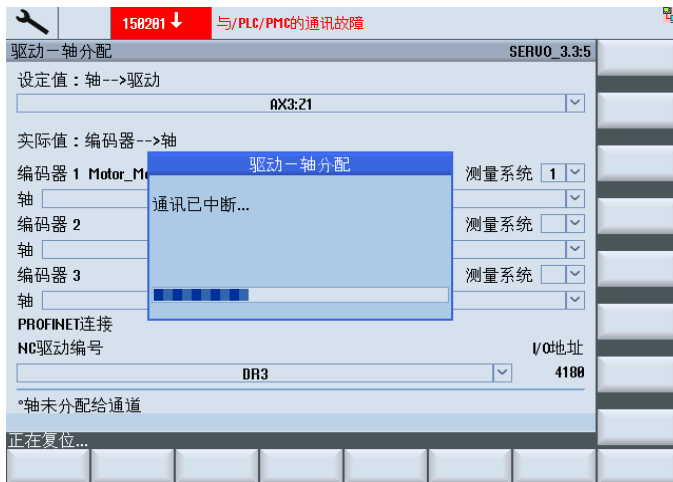 150201↓ 与/PLC/PMC的通讯故障
驱动－轴分配 SERVO_3.3:5
设定值：轴-->驱动
AX3:Z1
实际值：编码器-->轴
编码器 1 Motor_M 测量系统 1
轴
编码器 2 测量系统
轴
编码器 3 测量系统
轴
驱动－轴分配
通讯已中断...
PROFINET连接
NC驱动编号 I/O地址
DR3 4180
°轴未分配给通道
正在复位...